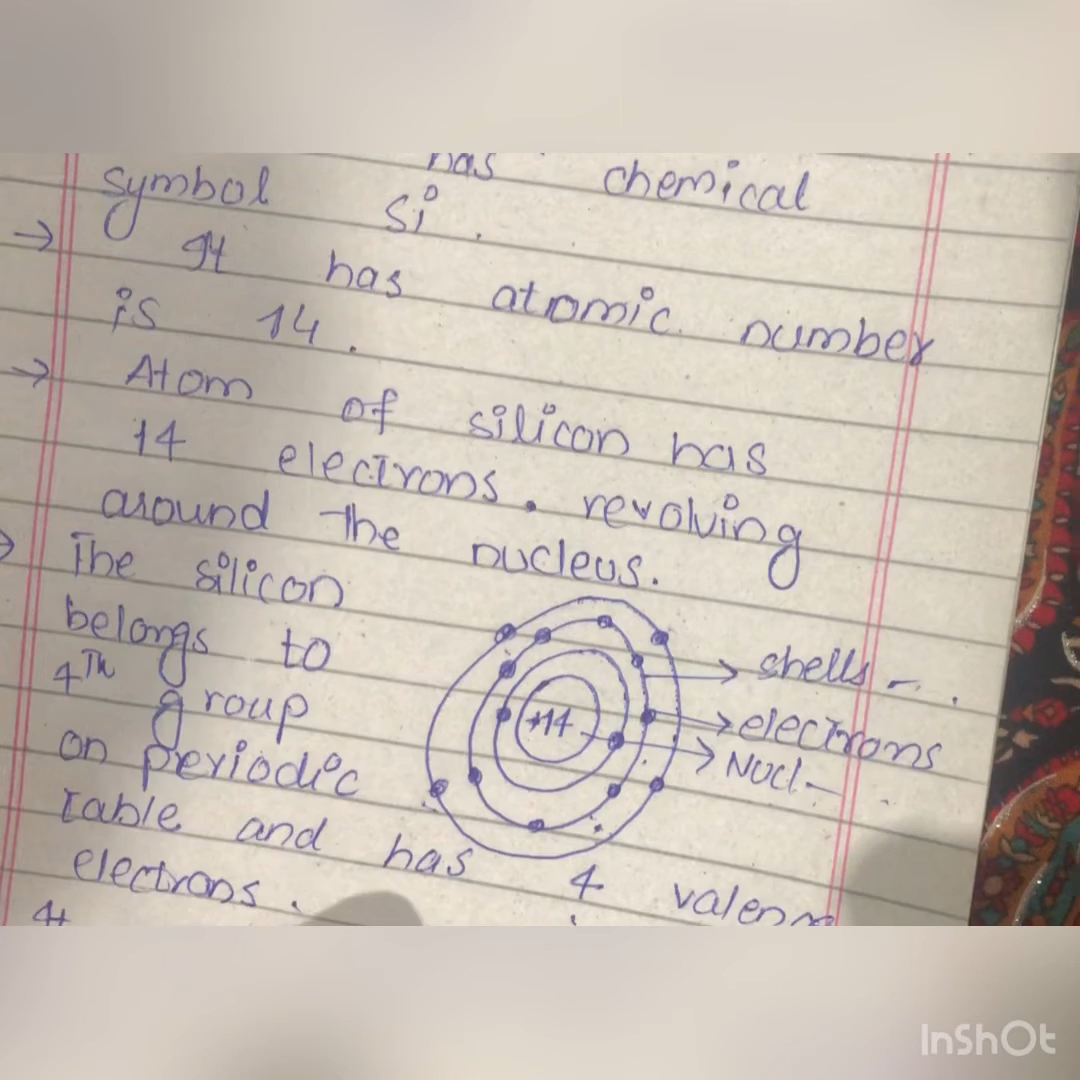 has chemical
symbol Si.
→ It has atomic number
is 14.
→ Atom of silicon has
14 electrons. revolving
around the nucleus.
The silicon
belongs to
4Th group
on periodic
table and has 4
electrons.
+14
shells
electrons
Nucl
InShOt